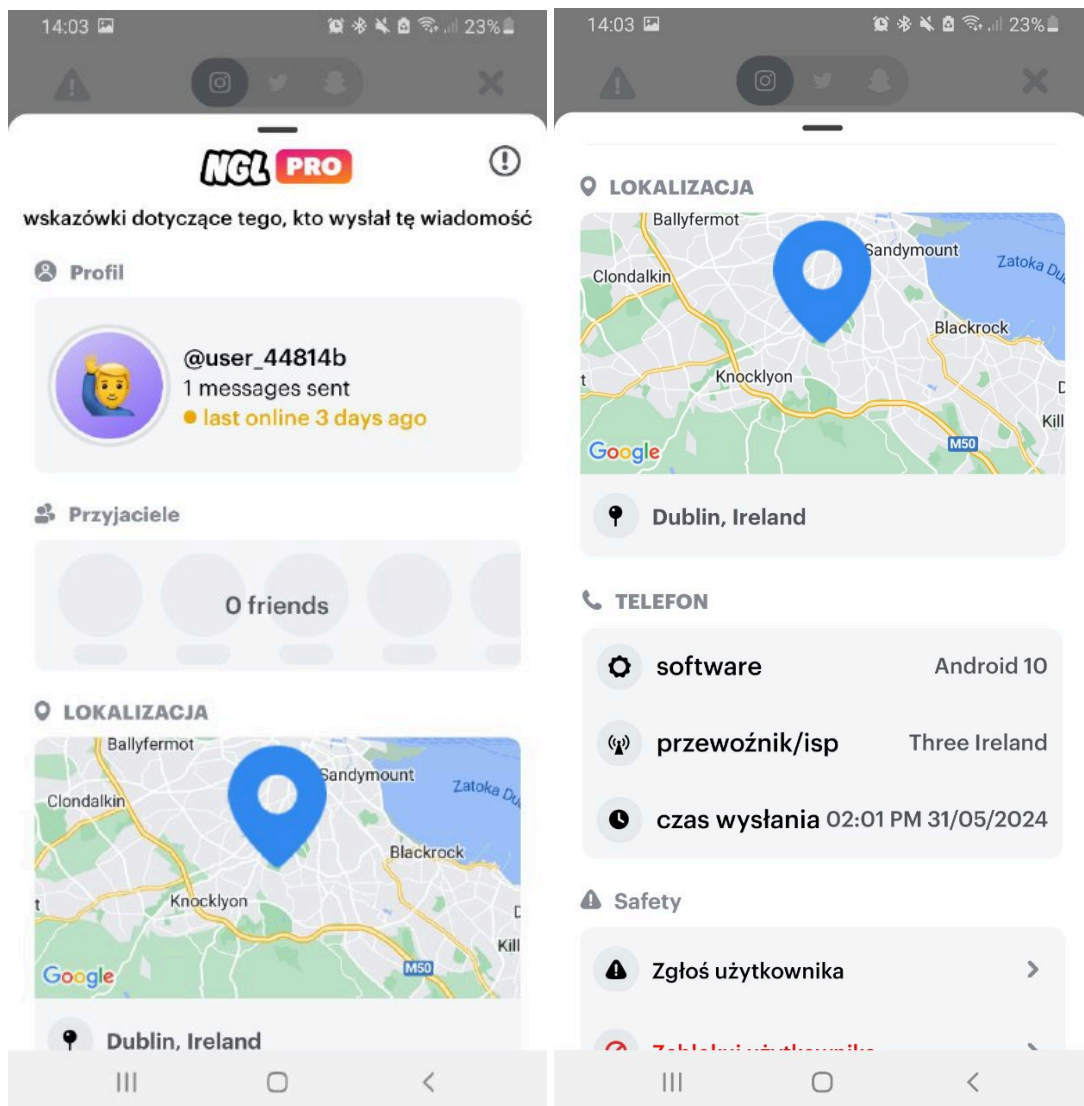 14:03 23%
NGL PRO
wskazówki dotyczące tego, kto wysłał tę wiadomość
Profil
@user_44814b
1 messages sent
last online 3 days ago
Przyjaciele
0 friends
LOKALIZACJA
Ballyfermot
Sandymount
Zatoka Du
Clondalkin
Blackrock
t
Knocklyon
D
Kill
M50
Google
Dublin, Ireland
14:03 23%
LOKALIZACJA
Ballyfermot
Sandymount
Zatoka Du
Clondalkin
Blackrock
t
Knocklyon
D
Kill
M50
Google
Dublin, Ireland
TELEFON
software Android 10
przewoźnik/isp Three Ireland
czas wysłania 02:01 PM 31/05/2024
Safety
Zgłoś użytkownika
Zablokuj użytkownika